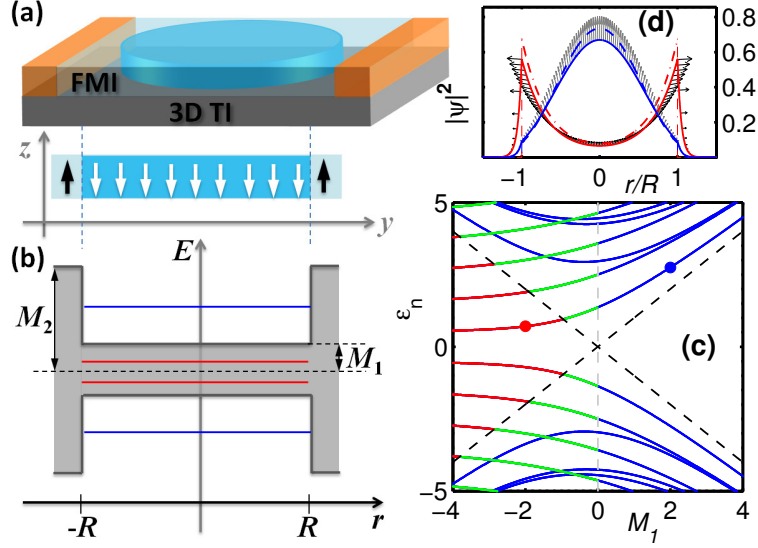 (a)
FMI
3D TI
z
y
(b)
E
M₂
M₁
-R
R
r
(d)
|ψ|²
0.8
0.6
0.4
0.2
−1
0
r/R
1
(c)
εₙ
5
0
−5
−4
−2
0
2
4
M₁